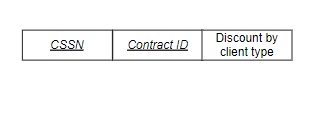 CSSN
Contract ID
Discount by
client type